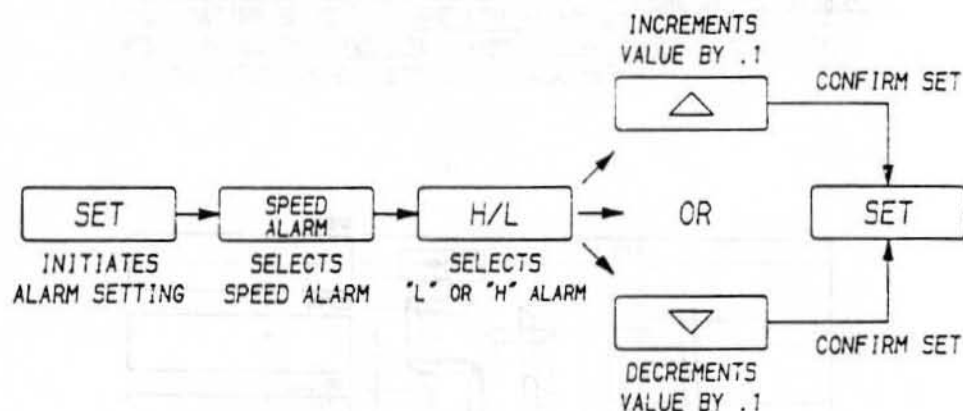 INCREMENTS
VALUE BY .1
CONFIRM SET
SET
SPEED
ALARM
H/L
OR
SET
INITIATES
ALARM SETTING
SELECTS
SPEED ALARM
SELECTS
"L" OR "H" ALARM
CONFIRM SET
DECREMENTS
VALUE BY .1